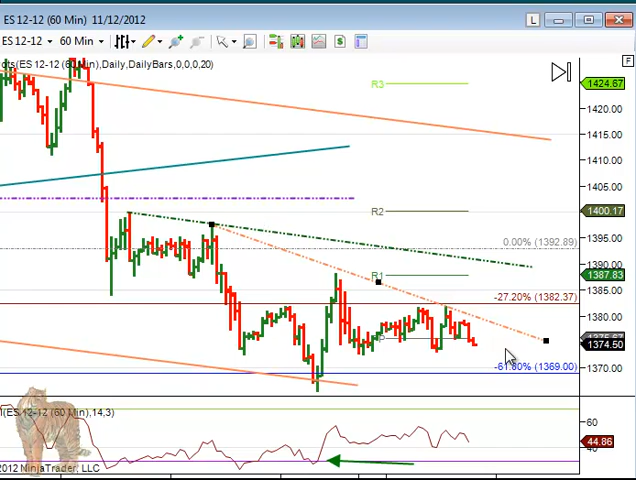 ES 12-12 (60 Min) 11/12/2012
L
ES 12-12 60 Min
F
ots(ES 12-12 (60 Min),Daily,DailyBars,0,0,0,20)
R3
1424.67
1420.00
1415.00
1410.00
1405.00
R2
1400.17
1395.00
0.00% (1392.89)
1390.00
R1
1387.83
1385.00
-27.20% (1382.37)
1380.00
1374.50
-61.80% (1369.00)
1370.00
I(ES 12-12 (60 Min),14,3)
60
44.86
40
2012 NinjaTrader, LLC